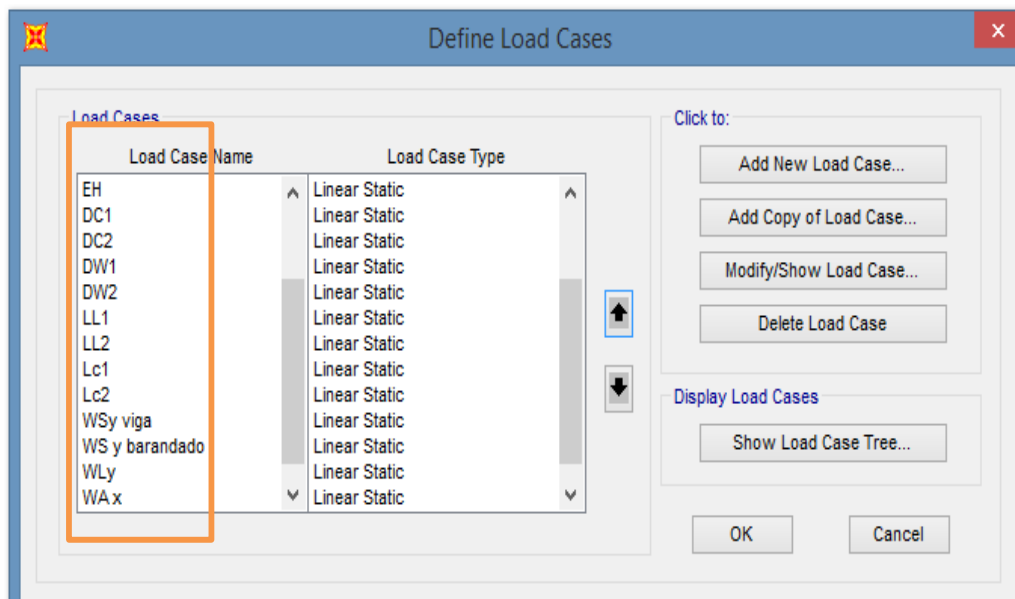 Define Load Cases
Load Cases
Load Case Name Load Case Type
EH Linear Static
DC1 Linear Static
DC2 Linear Static
DW1 Linear Static
DW2 Linear Static
LL1 Linear Static
LL2 Linear Static
Lc1 Linear Static
Lc2 Linear Static
WSy viga Linear Static
WS y barandado Linear Static
WLy Linear Static
WA x Linear Static
Click to:
Add New Load Case...
Add Copy of Load Case...
Modify/Show Load Case...
Delete Load Case
Display Load Cases
Show Load Case Tree...
OK Cancel